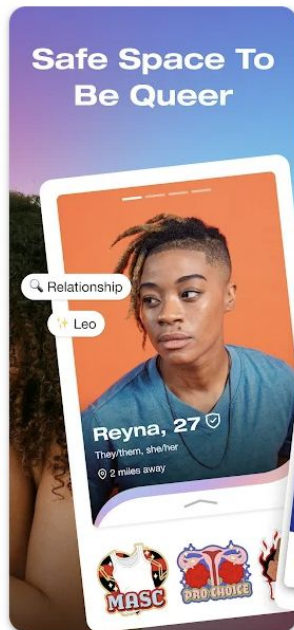 Safe Space To
Be Queer
Relationship
Leo
Reyna, 27
They/them, she/her
2 miles away
MASC
PRO CHOICE